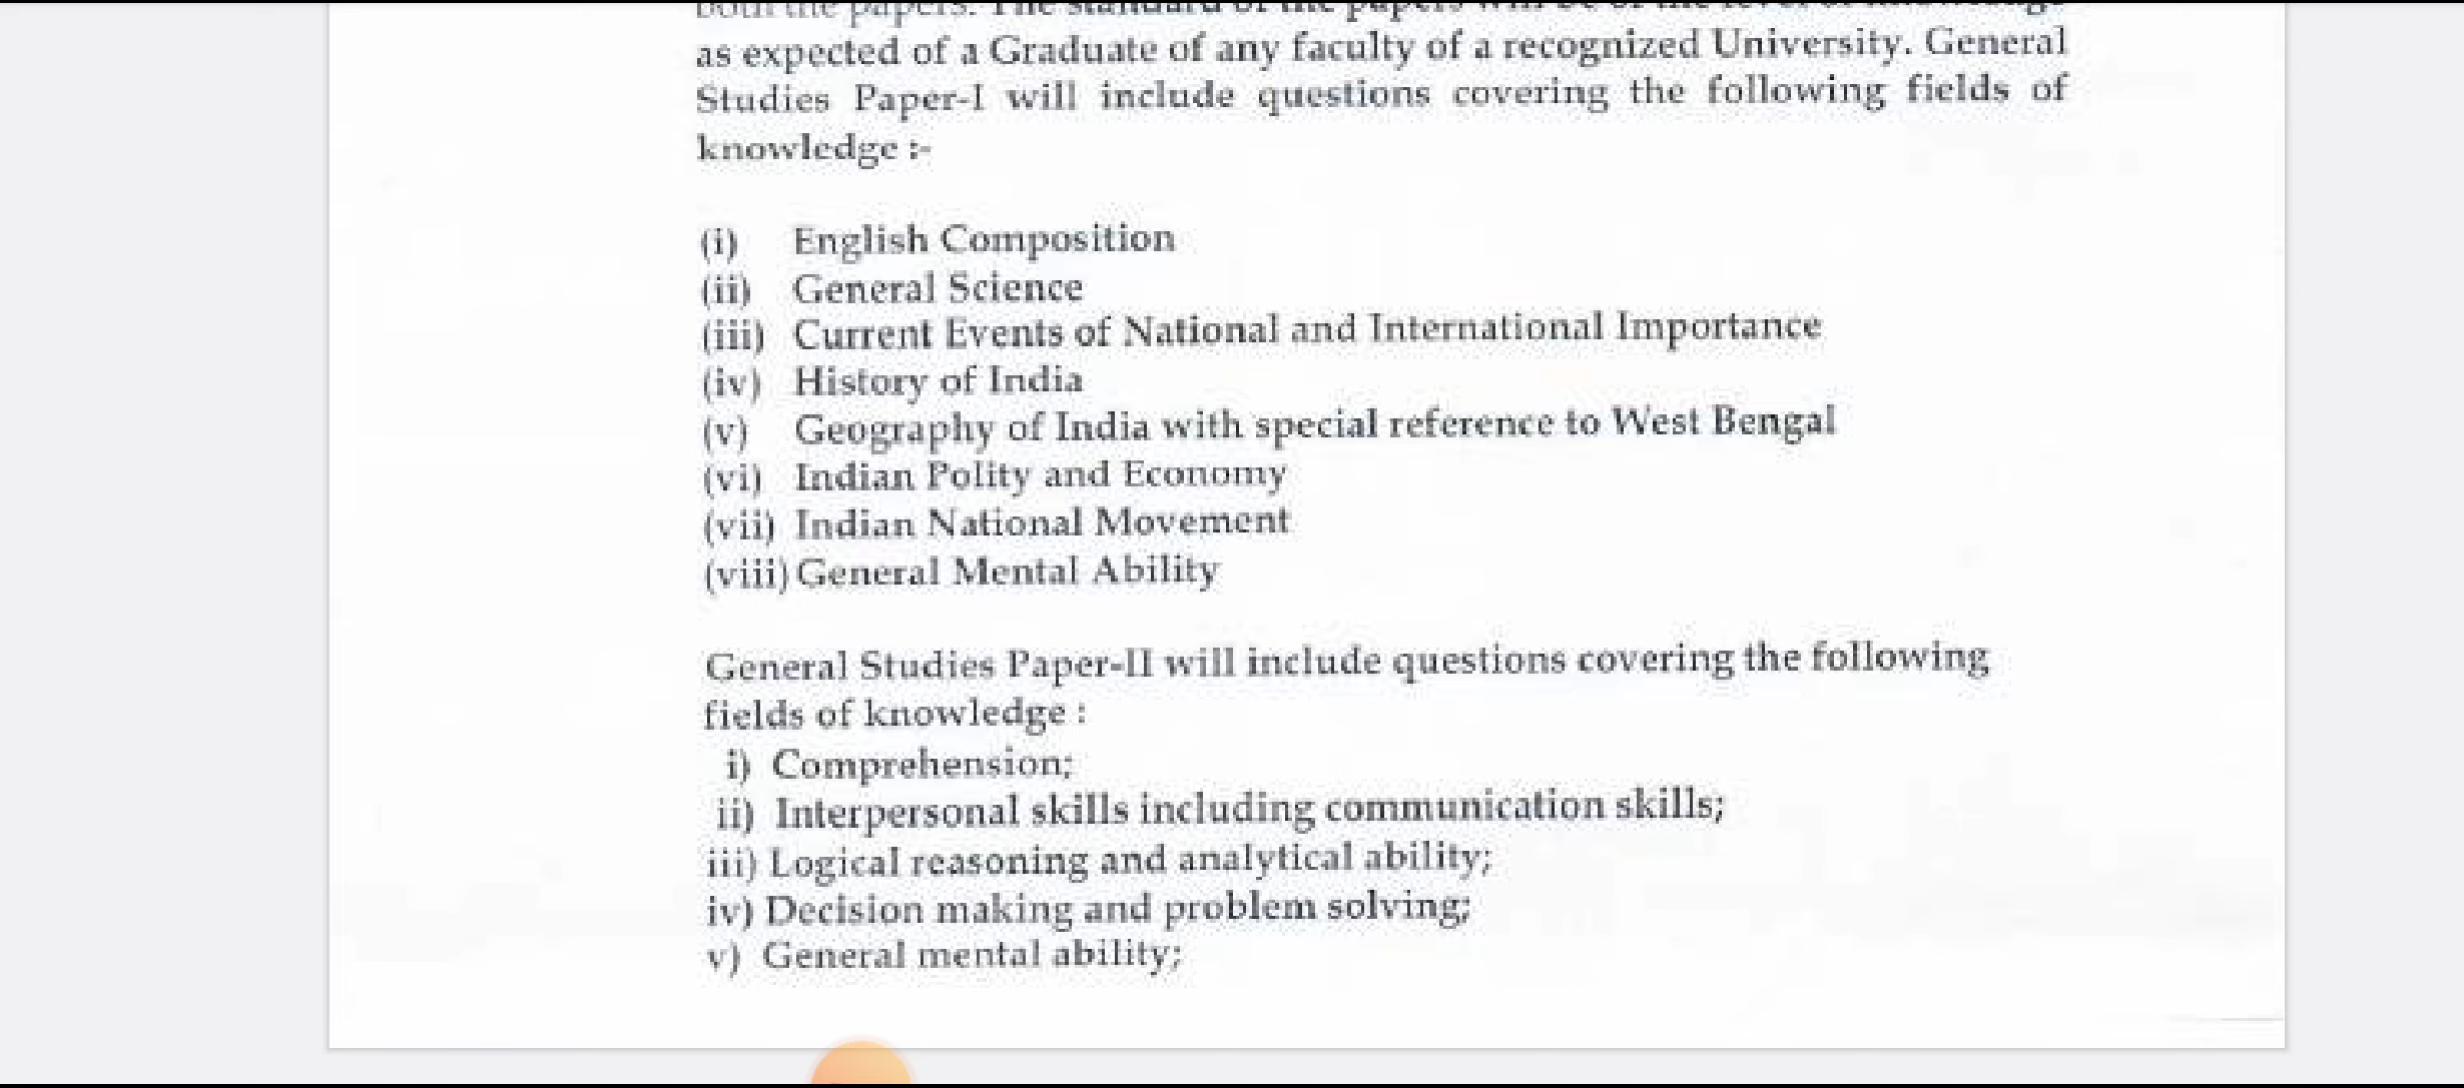 both the papers. The standard of the papers will be of the level of knowledge
as expected of a Graduate of any faculty of a recognized University. General
Studies Paper-I will include questions covering the following fields of
knowledge :-
(i) English Composition
(ii) General Science
(iii) Current Events of National and International Importance
(iv) History of India
(v) Geography of India with special reference to West Bengal
(vi) Indian Polity and Economy
(vii) Indian National Movement
(viii) General Mental Ability
General Studies Paper-II will include questions covering the following
fields of knowledge :
i) Comprehension;
ii) Interpersonal skills including communication skills;
iii) Logical reasoning and analytical ability;
iv) Decision making and problem solving;
v) General mental ability;